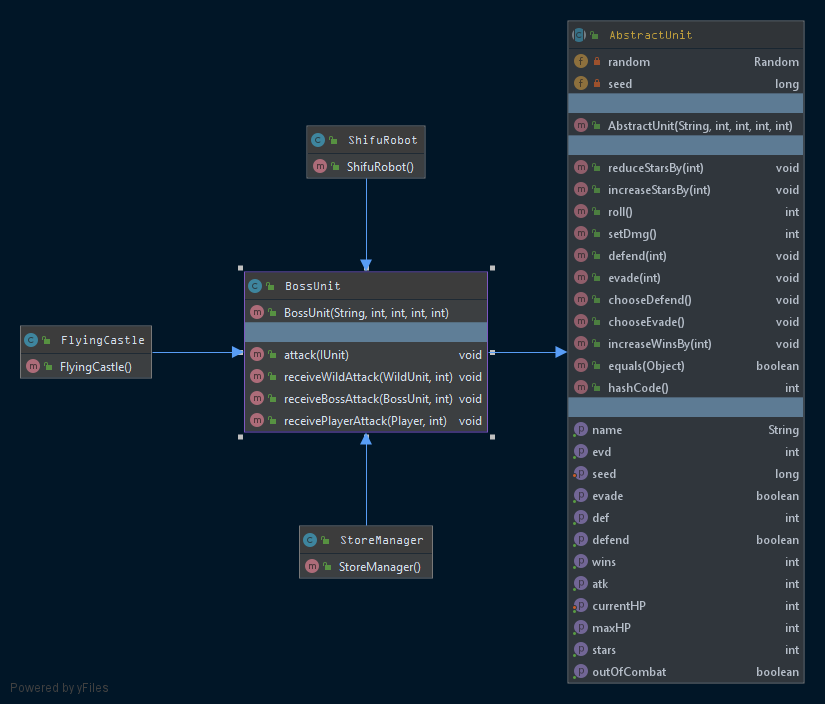 AbstractUnit
random Random
seed long
AbstractUnit(String, int, int, int, int)
reduceStarsBy(int) void
increaseStarsBy(int) void
roll() int
setDmg() int
defend(int) void
evade(int) void
chooseDefend() void
chooseEvade() void
increaseWinsBy(int) void
equals(Object) boolean
hashCode() int
name String
evd int
seed long
evade boolean
def int
defend boolean
wins int
atk int
currentHP int
maxHP int
stars int
outOfCombat boolean
ShifuRobot
ShifuRobot()
BossUnit
BossUnit(String, int, int, int, int)
attack(IUnit) void
receiveWildAttack(WildUnit, int) void
receiveBossAttack(BossUnit, int) void
receivePlayerAttack(Player, int) void
FlyingCastle
FlyingCastle()
StoreManager
StoreManager()
Powered by yFiles